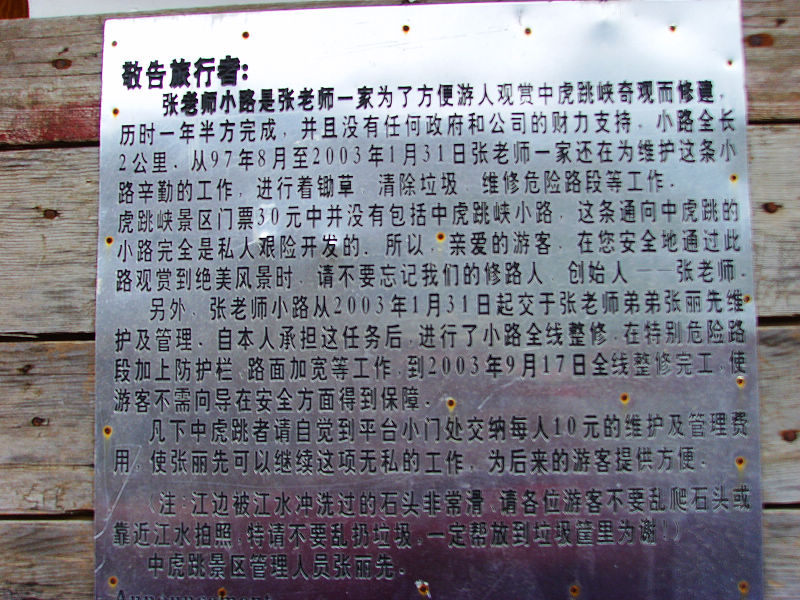 敬告旅行者:
张老师小路是张老师一家为了方便游人观赏中虎跳峡奇观而修建，
历时一年半方完成，并且没有任何政府和公司的财力支持，小路全长
2公里．从97年8月至2003年1月31日张老师一家还在为维护这条小
路辛勤的工作，进行着锄草、清除垃圾、维修危险路段等工作．
虎跳峡景区门票30元中并没有包括中虎跳峡小路，这条通向中虎跳的
小路完全是私人艰险开发的．所以，亲爱的游客，在您安全地通过此
路观赏到绝美风景时，请不要忘记我们的修路人 创始人——张老师．
另外，张老师小路从2003年1月31日起交于张老师弟弟张丽先维
护及管理．自本人承担这任务后，进行了小路全线整修，在特别危险路
段加上防护栏、路面加宽等工作，到2003年9月17日全线整修完工，使
游客不需向导在安全方面得到保障．
凡下中虎跳者请自觉到平台小门处交纳每人10元的维护及管理费
用，使张丽先可以继续这项无私的工作，为后来的游客提供方便．
（注：江边被江水冲洗过的石头非常滑，请各位游客不要乱爬石头或
靠近江水拍照，特请不要乱扔垃圾，一定帮放到垃圾筐里为谢！）
中虎跳景区管理人员张丽先．
Announcement